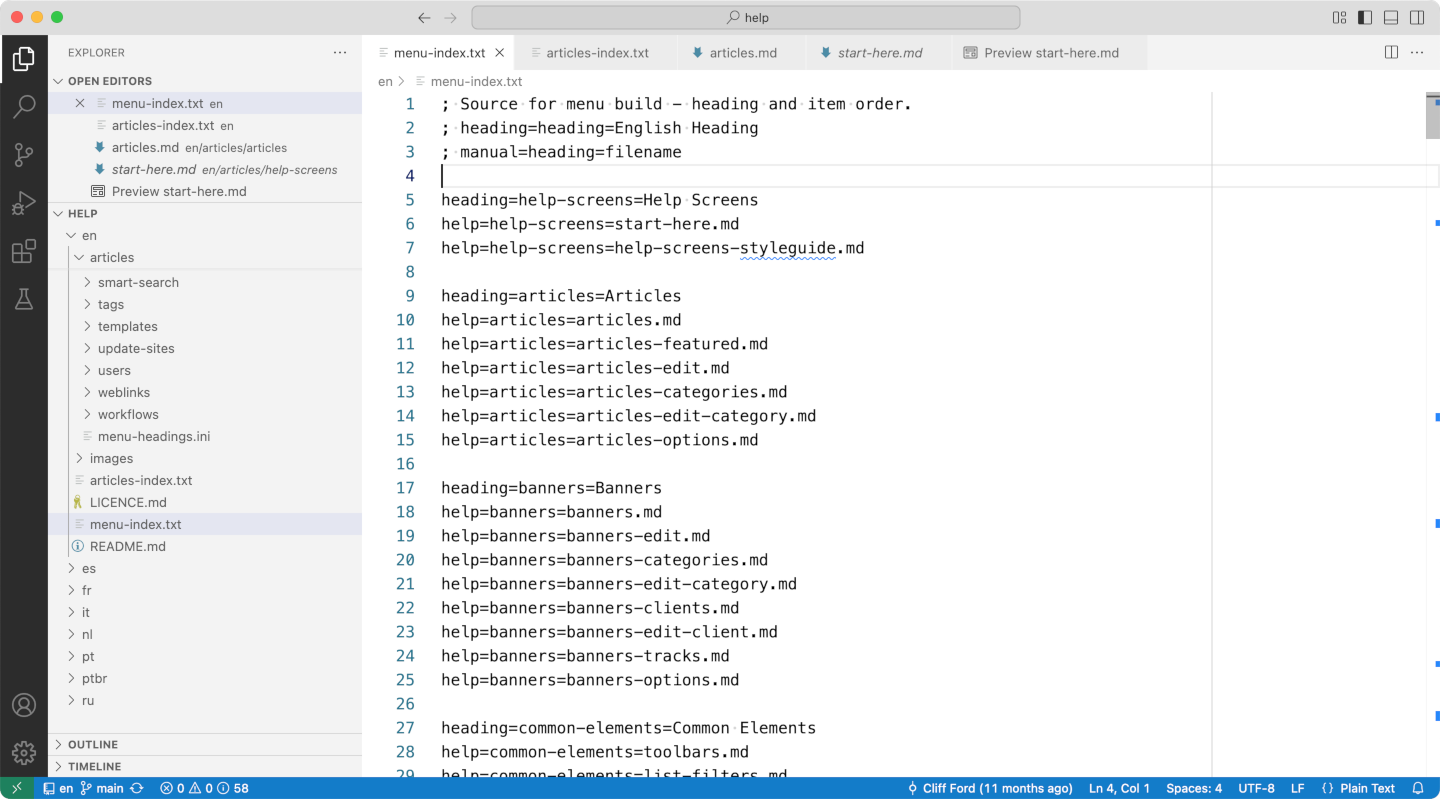 help
EXPLORER
OPEN EDITORS
menu-index.txt en
articles-index.txt en
articles.md en/articles/articles
start-here.md en/articles/help-screens
Preview start-here.md
HELP
en
articles
smart-search
tags
templates
update-sites
users
weblinks
workflows
menu-headings.ini
images
articles-index.txt
LICENCE.md
menu-index.txt
README.md
es
fr
it
nl
pt
ptbr
ru
OUTLINE
TIMELINE
menu-index.txt
articles-index.txt
articles.md
start-here.md
Preview start-here.md
en > menu-index.txt
1 ; Source for menu build - heading and item order.
2 ; heading=heading=English Heading
3 ; manual=heading=filename
4
5 heading=help-screens=Help Screens
6 help=help-screens=start-here.md
7 help=help-screens=help-screens-styleguide.md
8
9 heading=articles=Articles
10 help=articles=articles.md
11 help=articles=articles-featured.md
12 help=articles=articles-edit.md
13 help=articles=articles-categories.md
14 help=articles=articles-edit-category.md
15 help=articles=articles-options.md
16
17 heading=banners=Banners
18 help=banners=banners.md
19 help=banners=banners-edit.md
20 help=banners=banners-categories.md
21 help=banners=banners-edit-category.md
22 help=banners=banners-clients.md
23 help=banners=banners-edit-client.md
24 help=banners=banners-tracks.md
25 help=banners=banners-options.md
26
27 heading=common-elements=Common Elements
28 help=common-elements=toolbars.md
29 help=common-elements=list-filters.md
en main 0 0 58 Cliff Ford (11 months ago) Ln 4, Col 1 Spaces: 4 UTF-8 LF {} Plain Text